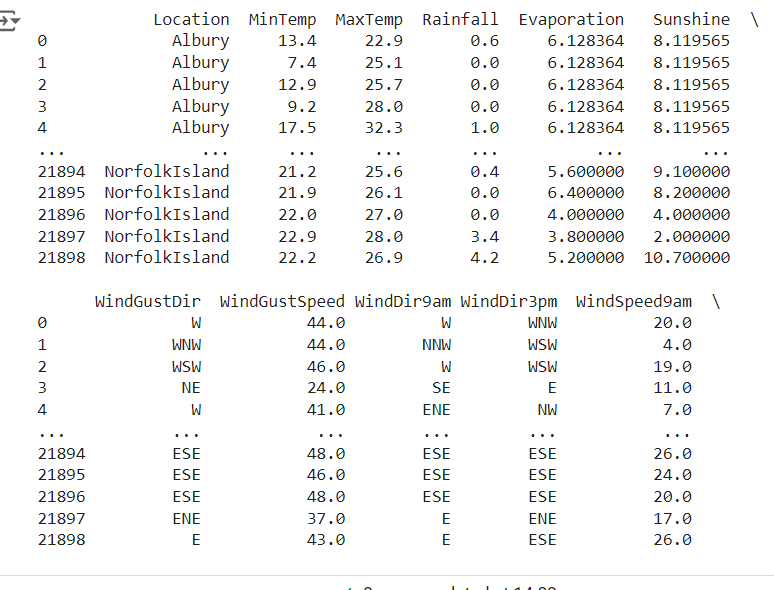 Location MinTemp MaxTemp Rainfall Evaporation Sunshine \
0 Albury 13.4 22.9 0.6 6.128364 8.119565
1 Albury 7.4 25.1 0.0 6.128364 8.119565
2 Albury 12.9 25.7 0.0 6.128364 8.119565
3 Albury 9.2 28.0 0.0 6.128364 8.119565
4 Albury 17.5 32.3 1.0 6.128364 8.119565
... ... ... ... ... ... ...
21894 NorfolkIsland 21.2 25.6 0.4 5.600000 9.100000
21895 NorfolkIsland 21.9 26.1 0.0 6.400000 8.200000
21896 NorfolkIsland 22.0 27.0 0.0 4.000000 4.000000
21897 NorfolkIsland 22.9 28.0 3.4 3.800000 2.000000
21898 NorfolkIsland 22.2 26.9 4.2 5.200000 10.700000
WindGustDir WindGustSpeed WindDir9am WindDir3pm WindSpeed9am \
0 W 44.0 W WNW 20.0
1 WNW 44.0 NNW WSW 4.0
2 WSW 46.0 W WSW 19.0
3 NE 24.0 SE E 11.0
4 W 41.0 ENE NW 7.0
... ... ... ... ... ...
21894 ESE 48.0 ESE ESE 26.0
21895 ESE 46.0 ESE ESE 24.0
21896 ESE 48.0 ESE ESE 20.0
21897 ENE 37.0 E ENE 17.0
21898 E 43.0 E ESE 26.0